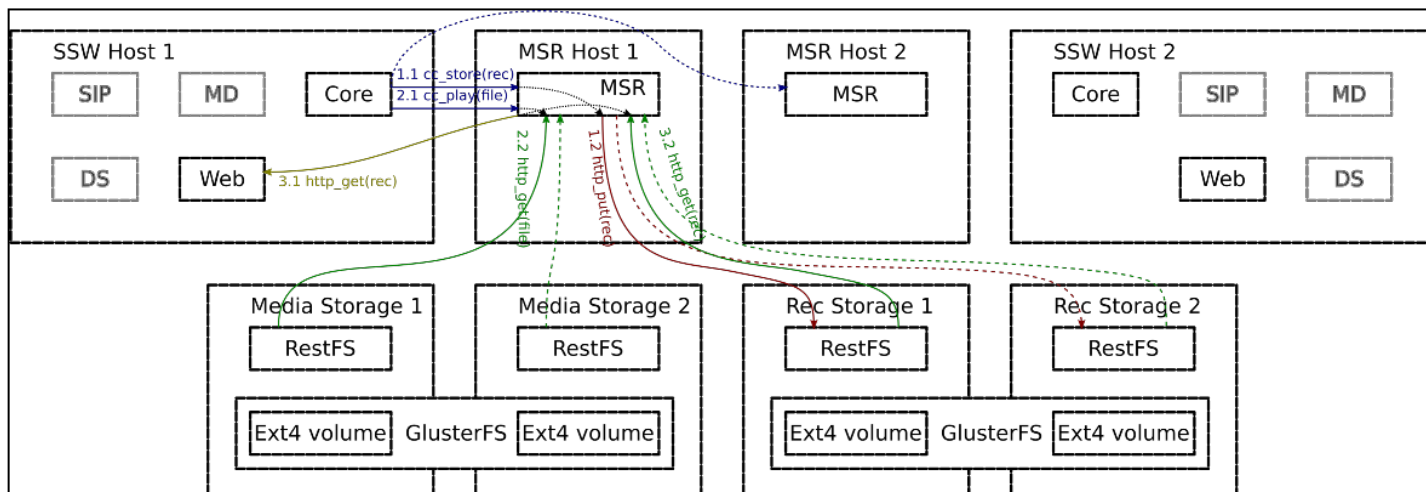 SSW Host 1
MSR Host 1
MSR Host 2
SSW Host 2
SIP
MD
Core
1.1 cc_store(rec)
2.1 cc_play(file)
MSR
MSR
Core
SIP
MD
DS
Web
3.1 http_get(rec)
2.2 http_get(file)
1.2 http_put(rec)
3.2 http_get(rec)
Web
DS
Media Storage 1
Media Storage 2
Rec Storage 1
Rec Storage 2
RestFS
RestFS
RestFS
RestFS
Ext4 volume
GlusterFS
Ext4 volume
Ext4 volume
GlusterFS
Ext4 volume